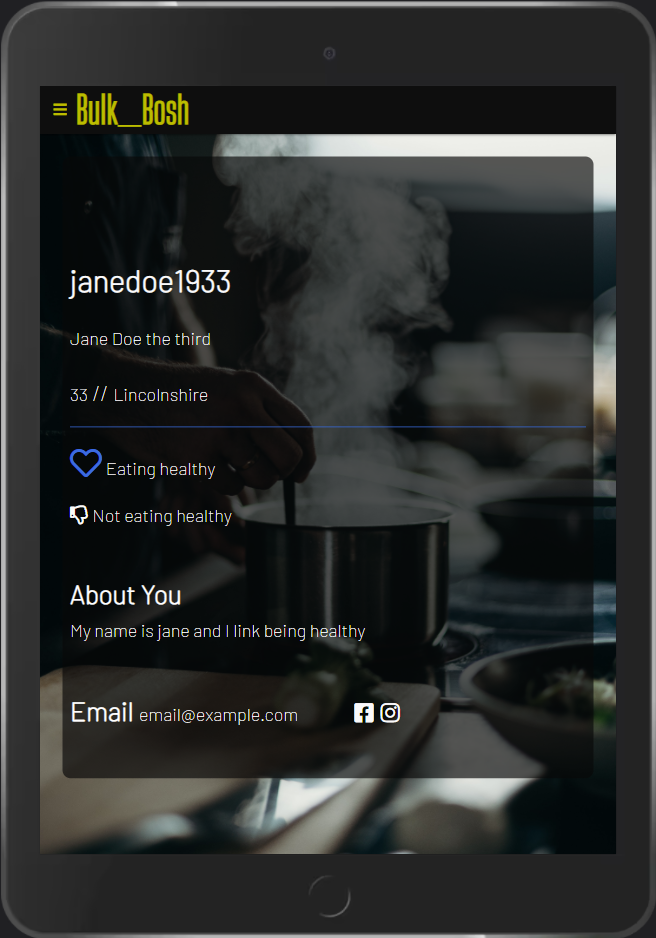 Bulk__Bosh
janedoe1933
Jane Doe the third
33 // Lincolnshire
Eating healthy
Not eating healthy
About You
My name is jane and I link being healthy
Email email@example.com